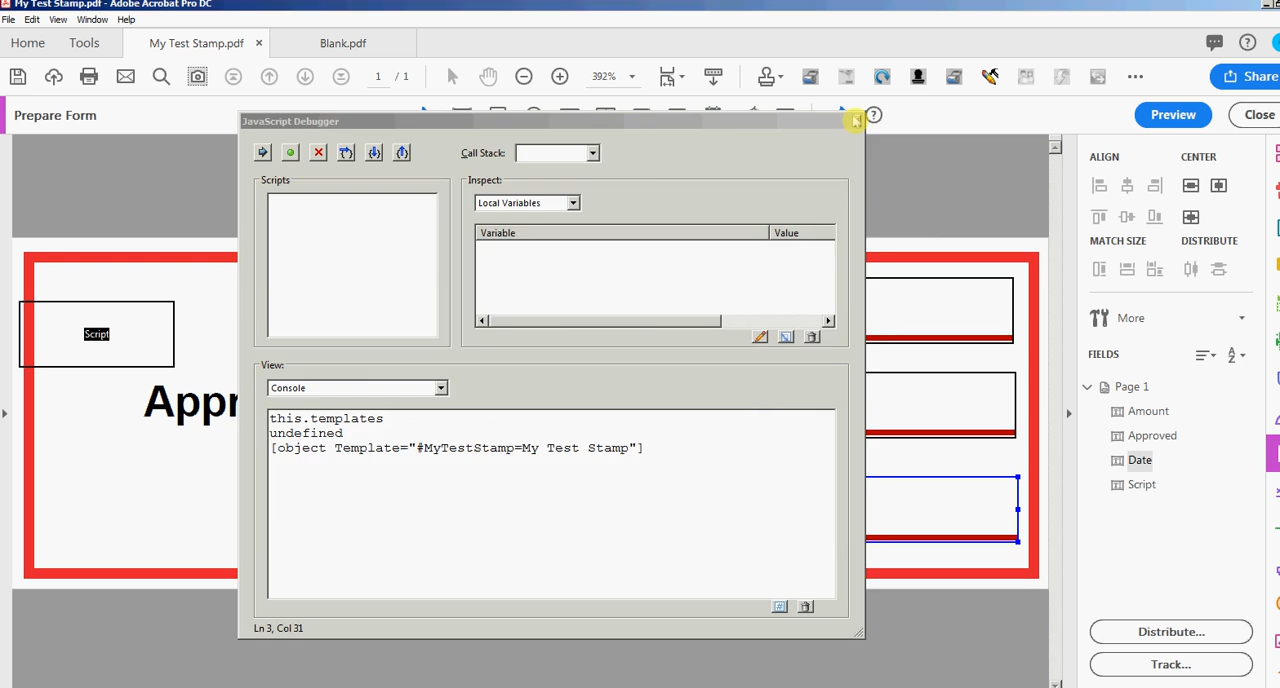 My Test Stamp.pdf - Adobe Acrobat Pro DC
File Edit View Window Help
Home Tools My Test Stamp.pdf × Blank.pdf
1 / 1 392% Share
Prepare Form Preview Close
JavaScript Debugger
Call Stack:
Scripts
Inspect:
Local Variables
Variable Value
View:
Console
this.templates
undefined
[object Template="#MyTestStamp=My Test Stamp"]
Ln 3, Col 31
Script
Appr
ALIGN CENTER
MATCH SIZE DISTRIBUTE
More
FIELDS
Page 1
Amount
Approved
Date
Script
Distribute...
Track...